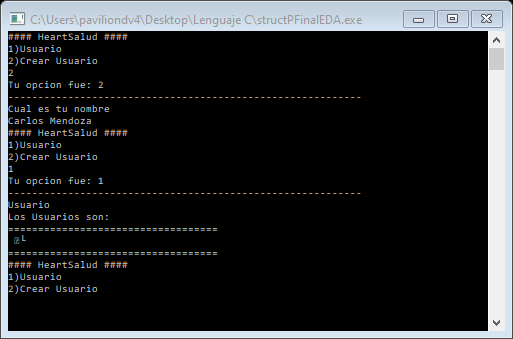 C:\Users\paviliondv4\Desktop\Lenguaje C\structPFinalEDA.exe
#### HeartSalud ####
1)Usuario
2)Crear Usuario
2
Tu opcion fue: 2
------------------------------------------------------------
Cual es tu nombre
Carlos Mendoza
#### HeartSalud ####
1)Usuario
2)Crear Usuario
1
Tu opcion fue: 1
------------------------------------------------------------
Usuario
Los Usuarios son:
===================================
===================================
#### HeartSalud ####
1)Usuario
2)Crear Usuario